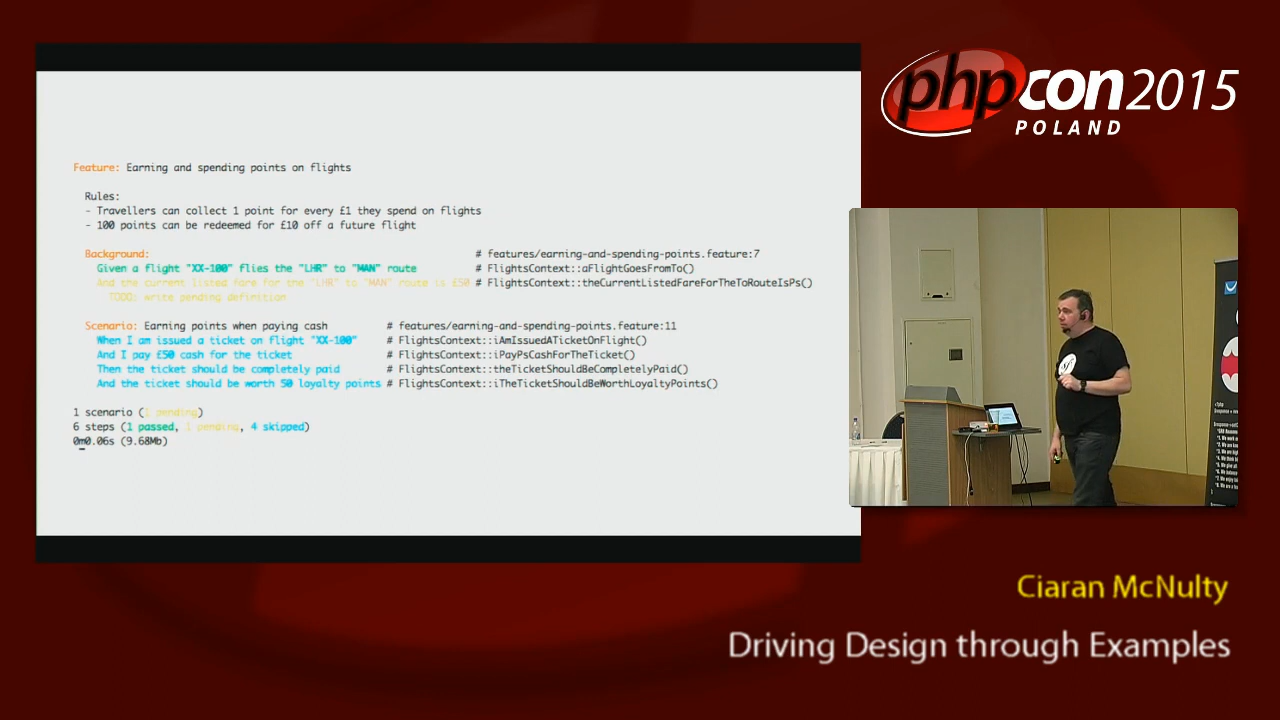 Feature: Earning and spending points on flights
Rules:
- Travellers can collect 1 point for every £1 they spend on flights
- 100 points can be redeemed for £10 off a future flight
Background: # features/earning-and-spending-points.feature:7
Given a flight "XX-100" flies the "LHR" to "MAN" route # FlightsContext::aFlightGoesFromTo()
And the current listed fare for the "LHR" to "MAN" route is £50 # FlightsContext::theCurrentListedFareForTheToRouteIsPs()
TODO: write pending definition
Scenario: Earning points when paying cash # features/earning-and-spending-points.feature:11
When I am issued a ticket on flight "XX-100" # FlightsContext::iAmIssuedATicketOnFlight()
And I pay £50 cash for the ticket # FlightsContext::iPayPsCashForTheTicket()
Then the ticket should be completely paid # FlightsContext::theTicketShouldBeCompletelyPaid()
And the ticket should be worth 50 loyalty points # FlightsContext::iTheTicketShouldBeWorthLoyaltyPoints()
1 scenario (1 pending)
6 steps (1 passed, 1 pending, 4 skipped)
0m0.06s (9.68Mb)
phpcon 2015
POLAND
Ciaran McNulty
Driving Design through Examples